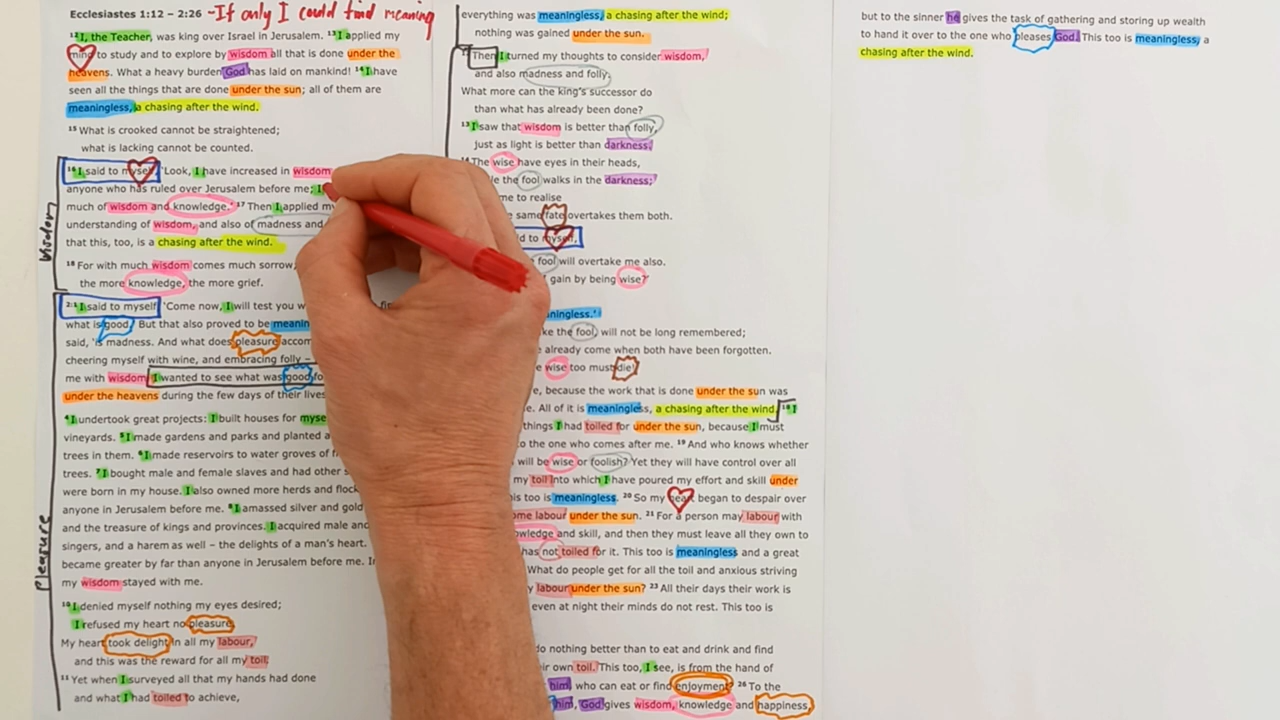 Ecclesiastes 1:12 – 2:26 - If only I could find meaning
12 I, the Teacher, was king over Israel in Jerusalem. 13 I applied my
mind to study and to explore by wisdom all that is done under the
heavens. What a heavy burden God has laid on mankind! 14 I have
seen all the things that are done under the sun; all of them are
meaningless, a chasing after the wind.
15 What is crooked cannot be straightened;
what is lacking cannot be counted.
Wisdom
16 I said to myself, 'Look, I have increased in wisdom
anyone who has ruled over Jerusalem before me; I
much of wisdom and knowledge.' 17 Then I applied my
understanding of wisdom, and also of madness and
that this, too, is a chasing after the wind.
18 For with much wisdom comes much sorrow;
the more knowledge, the more grief.
Pleasure
2:1 I said to myself, 'Come now, I will test you w
what is good. But that also proved to be meanin
said, 'is madness. And what does pleasure accom
cheering myself with wine, and embracing folly –
me with wisdom. I wanted to see what was good fo
under the heavens during the few days of their lives
4 I undertook great projects: I built houses for myse
vineyards. 5 I made gardens and parks and planted a
trees in them. 6 I made reservoirs to water groves of f
trees. 7 I bought male and female slaves and had other s
were born in my house. I also owned more herds and flock
anyone in Jerusalem before me. 8 I amassed silver and gold
and the treasure of kings and provinces. I acquired male and
singers, and a harem as well – the delights of a man's heart.
became greater by far than anyone in Jerusalem before me. In
my wisdom stayed with me.
10 I denied myself nothing my eyes desired;
I refused my heart no pleasure.
My heart took delight in all my labour,
and this was the reward for all my toil.
11 Yet when I surveyed all that my hands had done
and what I had toiled to achieve,
everything was meaningless, a chasing after the wind;
nothing was gained under the sun.
Then I turned my thoughts to consider wisdom,
and also madness and folly.
What more can the king's successor do
than what has already been done?
13 I saw that wisdom is better than folly,
just as light is better than darkness.
14 The wise have eyes in their heads,
le the fool walks in the darkness;
me to realise
same fate overtakes them both.
d to myself,
fool will overtake me also.
gain by being wise?'
ningless.'
ke the fool, will not be long remembered;
already come when both have been forgotten.
wise too must die!
e, because the work that is done under the sun was
e. All of it is meaningless, a chasing after the wind. 18 I
things I had toiled for under the sun, because I must
o the one who comes after me. 19 And who knows whether
will be wise or foolish? Yet they will have control over all
my toil into which I have poured my effort and skill under
is too is meaningless. 20 So my heart began to despair over
ome labour under the sun. 21 For a person may labour with
owledge and skill, and then they must leave all they own to
has not toiled for it. This too is meaningless and a great
What do people get for all the toil and anxious striving
y labour under the sun? 23 All their days their work is
even at night their minds do not rest. This too is
do nothing better than to eat and drink and find
ir own toil. This too, I see, is from the hand of
him, who can eat or find enjoyment? 26 To the
him, God gives wisdom, knowledge and happiness,
but to the sinner he gives the task of gathering and storing up wealth
to hand it over to the one who pleases God. This too is meaningless, a
chasing after the wind.